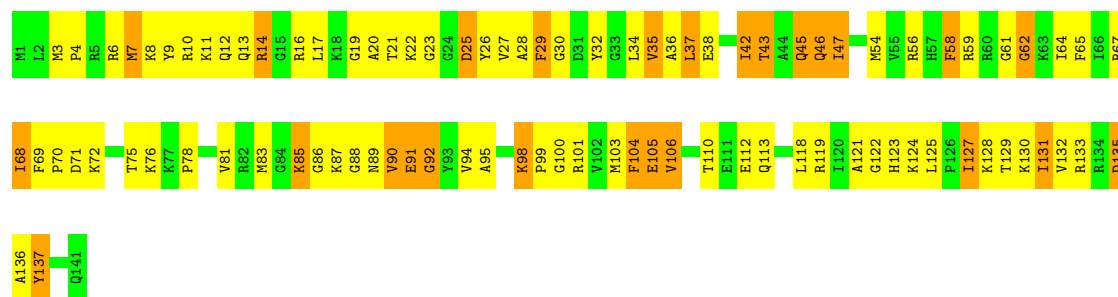 M1 L2 M3 P4 R5 R6 M7 K8 Y9 R10 K11 Q12 Q13 R14 G15 R16 L17 K18 G19 A20 T21 K22 G23 G24 D25 Y26 V27 A28 F29 G30 D31 Y32 G33 L34 V35 A36 L37 E38 I42 T43 A44 Q45 Q46 I47 M54 V55 R56 H57 F58 R59 R60 G61 G62 K63 I64 F65 I66 R67
I68 F69 P70 D71 K72 T75 K76 K77 P78 V81 R82 M83 G84 K85 G86 K87 G88 N89 V90 E91 G92 Y93 V94 A95 K98 P99 G100 R101 V102 M103 F104 E105 V106 T110 E111 E112 Q113 L118 R119 I120 A121 G122 H123 K124 L125 P126 I127 K128 T129 K130 I131 V132 R133 R134 D135
A136 Y137 Q141